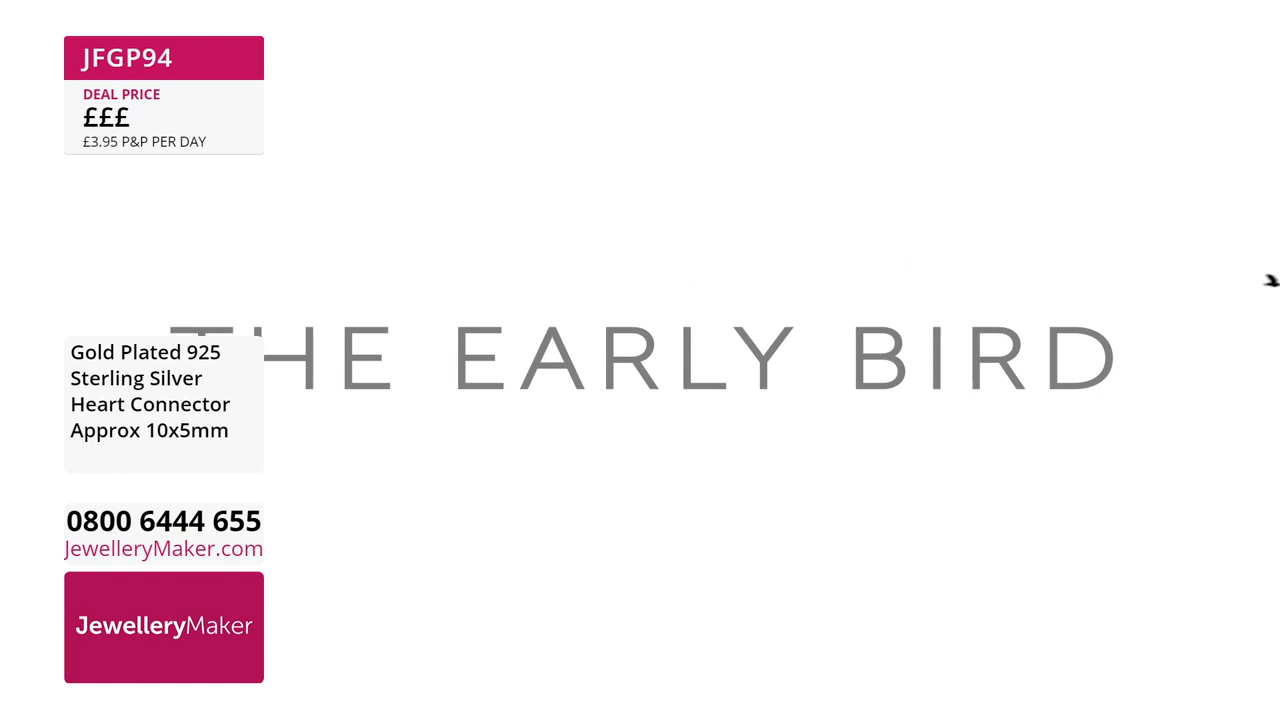 JFGP94
DEAL PRICE
£££
£3.95 P&P PER DAY
THE EARLY BIRD
Gold Plated 925
Sterling Silver
Heart Connector
Approx 10x5mm
0800 6444 655
JewelleryMaker.com
JewelleryMaker